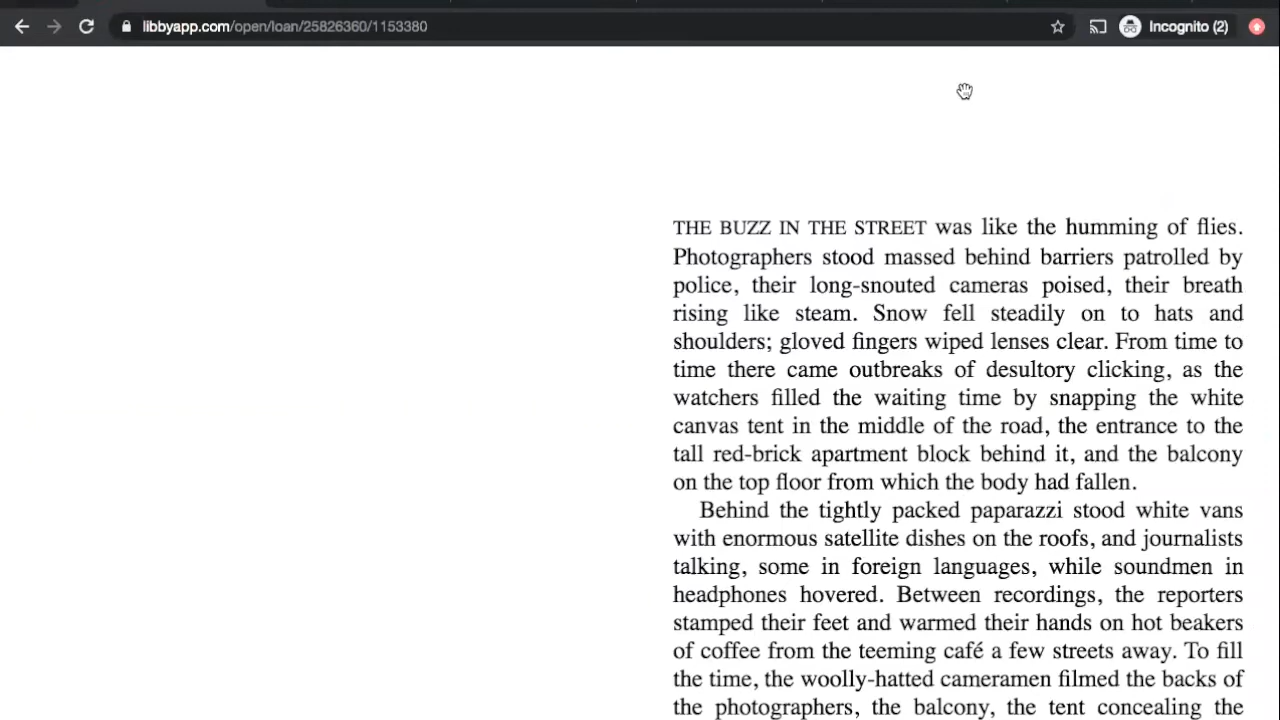 libbyapp.com/open/loan/25826360/1153380
Incognito (2)
THE BUZZ IN THE STREET was like the humming of flies.
Photographers stood massed behind barriers patrolled by
police, their long-snouted cameras poised, their breath
rising like steam. Snow fell steadily on to hats and
shoulders; gloved fingers wiped lenses clear. From time to
time there came outbreaks of desultory clicking, as the
watchers filled the waiting time by snapping the white
canvas tent in the middle of the road, the entrance to the
tall red-brick apartment block behind it, and the balcony
on the top floor from which the body had fallen.
Behind the tightly packed paparazzi stood white vans
with enormous satellite dishes on the roofs, and journalists
talking, some in foreign languages, while soundmen in
headphones hovered. Between recordings, the reporters
stamped their feet and warmed their hands on hot beakers
of coffee from the teeming café a few streets away. To fill
the time, the woolly-hatted cameramen filmed the backs of
the photographers, the balcony, the tent concealing the